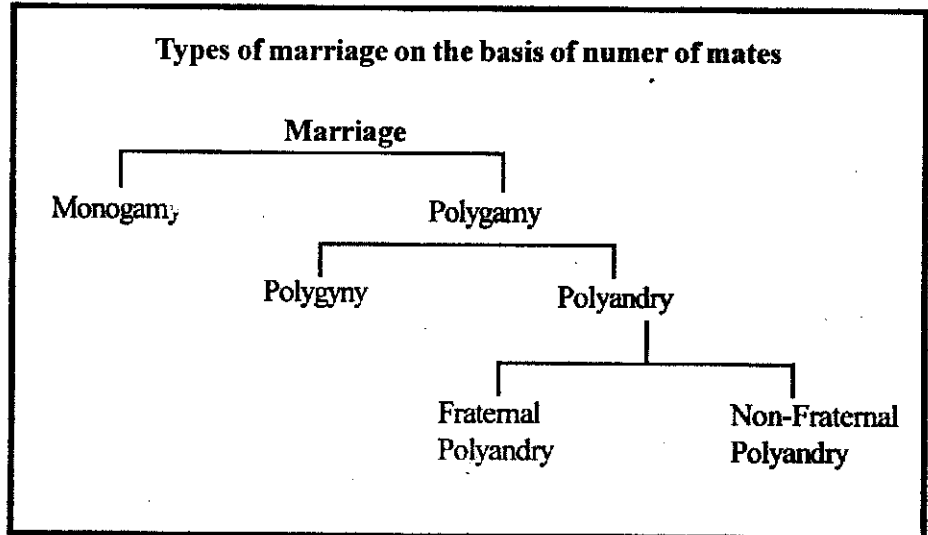 Types of marriage on the basis of numer of mates
Marriage
Monogamy
Polygamy
Polygyny
Polyandry
Fraternal
Polyandry
Non-Fraternal
Polyandry